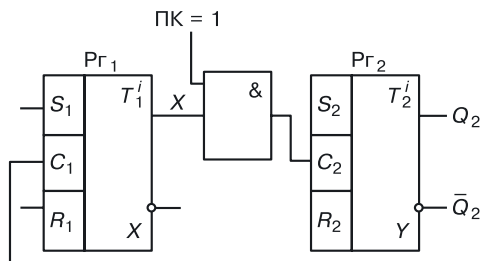 ПК = 1
Рг₁
Рг₂
S₁
T₁ⁱ
X
&
S₂
T₂ⁱ
Q₂
C₁
C₂
R₁
X
R₂
Y
Q̄₂